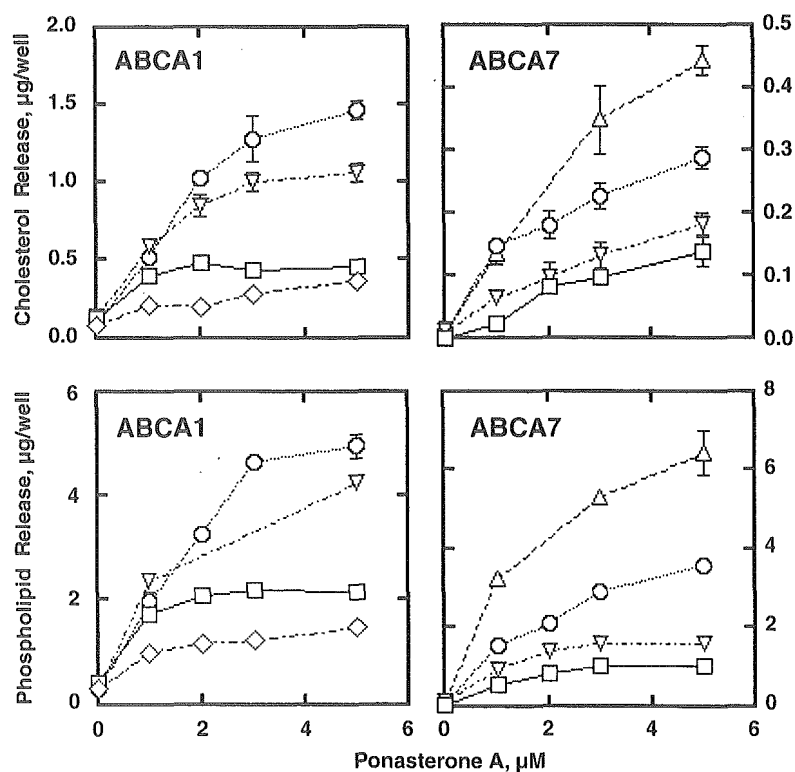 ABCA1
ABCA7
Cholesterol Release, µg/well
2.0
1.5
1.0
0.5
0.0
0.5
0.4
0.3
0.2
0.1
0.0
ABCA1
ABCA7
Phospholipid Release, µg/well
6
4
2
0
8
6
4
2
0
0 2 4 6 0 2 4 6
Ponasterone A, µM